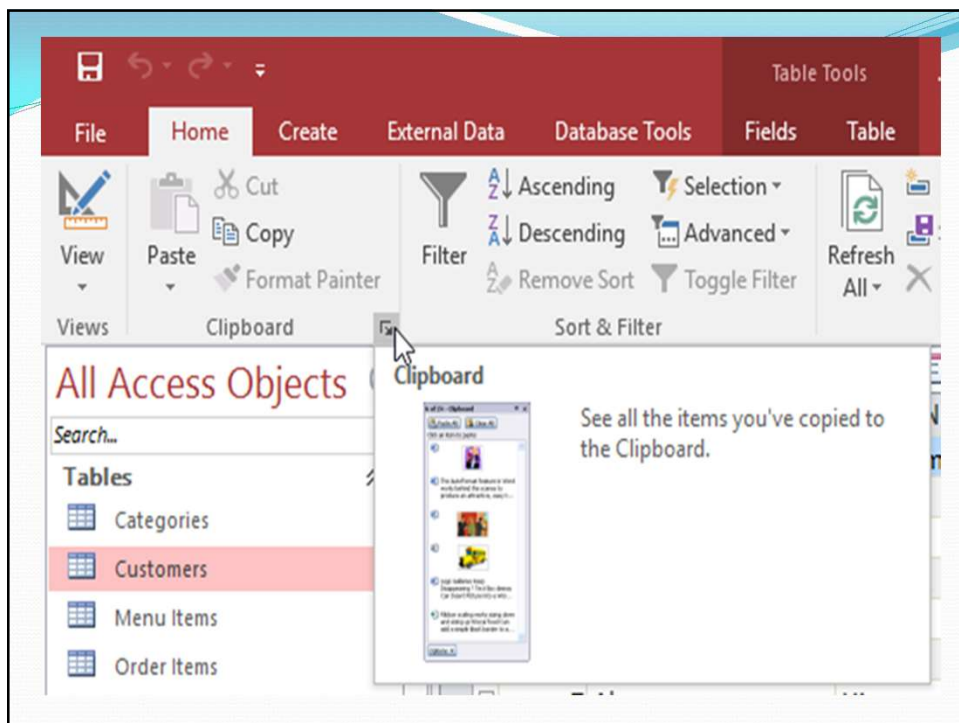 Table Tools
File Home Create External Data Database Tools Fields Table
View
Paste
Cut
Copy
Format Painter
Filter
Ascending
Descending
Remove Sort
Selection
Advanced
Toggle Filter
Refresh
All
Views Clipboard Sort & Filter
All Access Objects
Search...
Tables
Categories
Customers
Menu Items
Order Items
Clipboard
See all the items you've copied to
the Clipboard.